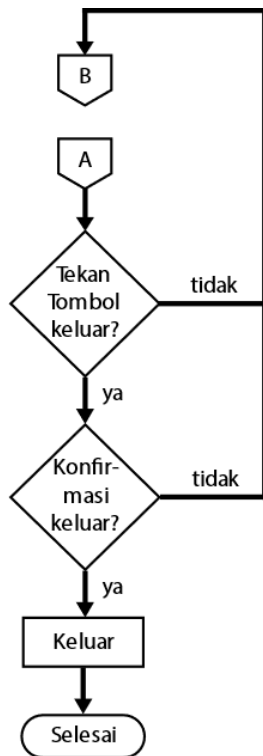 B
A
Tekan
Tombol
keluar?
tidak
ya
Konfir-
masi
keluar?
tidak
ya
Keluar
Selesai